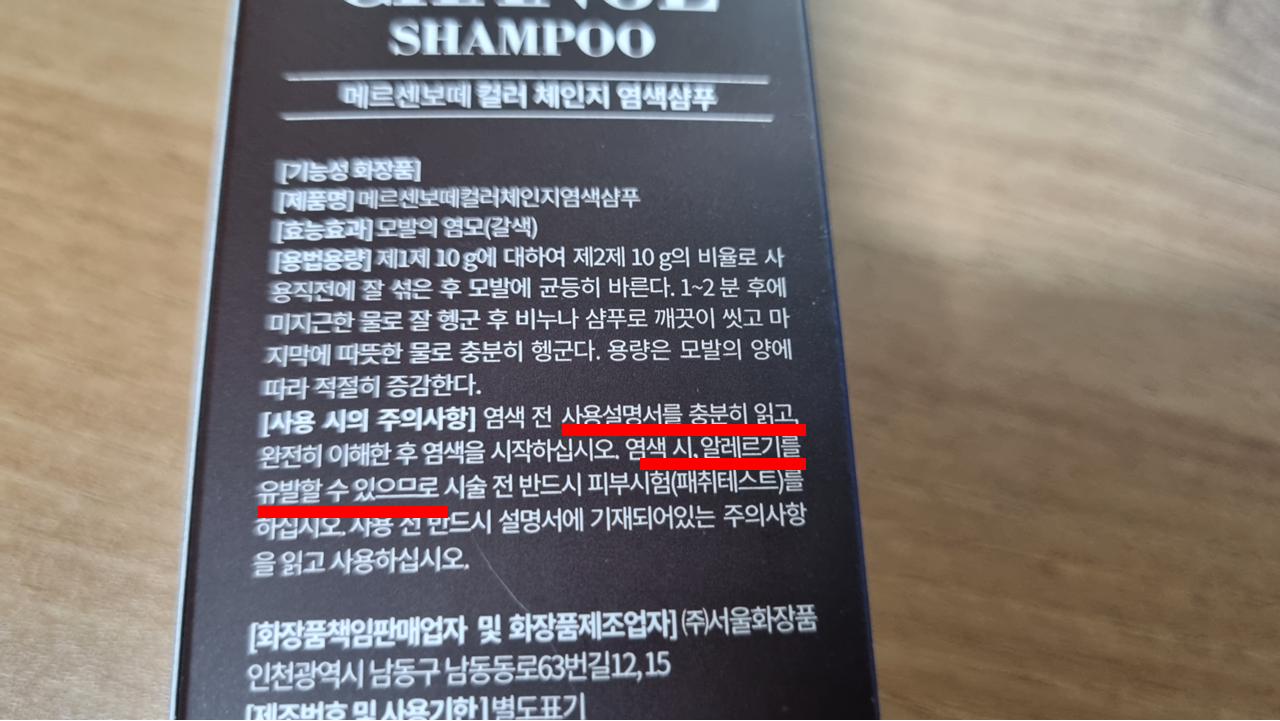 SHAMPOO
메르센보떼 컬러 체인지 염색샴푸
[기능성 화장품]
[제품명] 메르센보떼컬러체인지염색샴푸
[효능효과] 모발의 염모(갈색)
[용법용량] 제1제 10 g에 대하여 제2제 10 g의 비율로 사
용직전에 잘 섞은 후 모발에 균등히 바른다. 1~2 분 후에
미지근한 물로 잘 헹군 후 비누나 샴푸로 깨끗이 씻고 마
지막에 따뜻한 물로 충분히 헹군다. 용량은 모발의 양에
따라 적절히 증감한다.
[사용 시의 주의사항] 염색 전 사용설명서를 충분히 읽고,
완전히 이해한 후 염색을 시작하십시오. 염색 시, 알레르기를
유발할 수 있으므로 시술 전 반드시 피부시험(패취테스트)를
하십시오. 사용 전 반드시 설명서에 기재되어있는 주의사항
을 읽고 사용하십시오.
[화장품책임판매업자 및 화장품제조업자] (주)서울화장품
인천광역시 남동구 남동동로63번길12, 15
[제조번호 및 사용기한] 별도표기